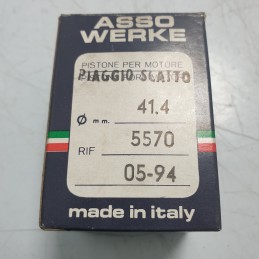 ASSO
WERKE
PISTONE PER MOTORE
PIAGGIO SCATTO
ø mm. 41.4
RIF 5570
05-94
made in italy